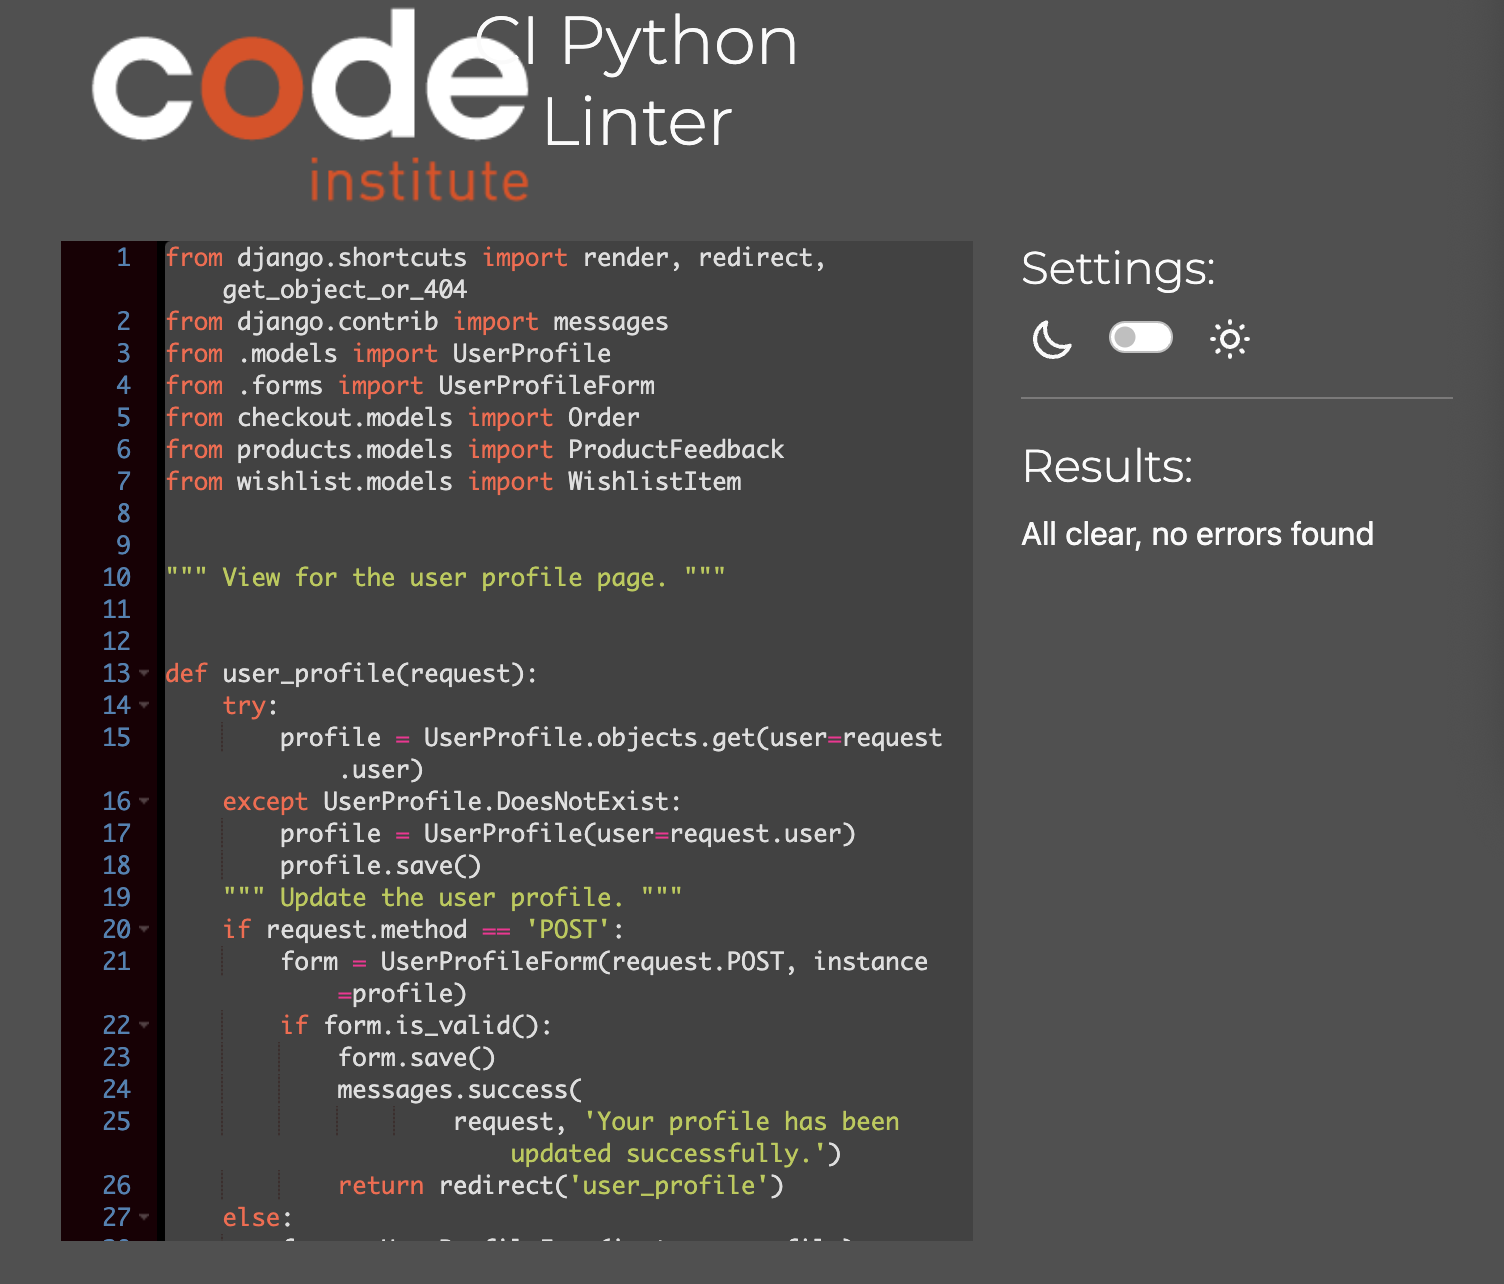 code
institute
CI Python
Linter
1 from django.shortcuts import render, redirect,
get_object_or_404
2 from django.contrib import messages
3 from .models import UserProfile
4 from .forms import UserProfileForm
5 from checkout.models import Order
6 from products.models import ProductFeedback
7 from wishlist.models import WishlistItem
8
9
10 """ View for the user profile page. """
11
12
13 def user_profile(request):
14 try:
15 profile = UserProfile.objects.get(user=request
.user)
16 except UserProfile.DoesNotExist:
17 profile = UserProfile(user=request.user)
18 profile.save()
19 """ Update the user profile. """
20 if request.method == 'POST':
21 form = UserProfileForm(request.POST, instance
=profile)
22 if form.is_valid():
23 form.save()
24 messages.success(
25 request, 'Your profile has been
updated successfully.')
26 return redirect('user_profile')
27 else:
Settings:
Results:
All clear, no errors found